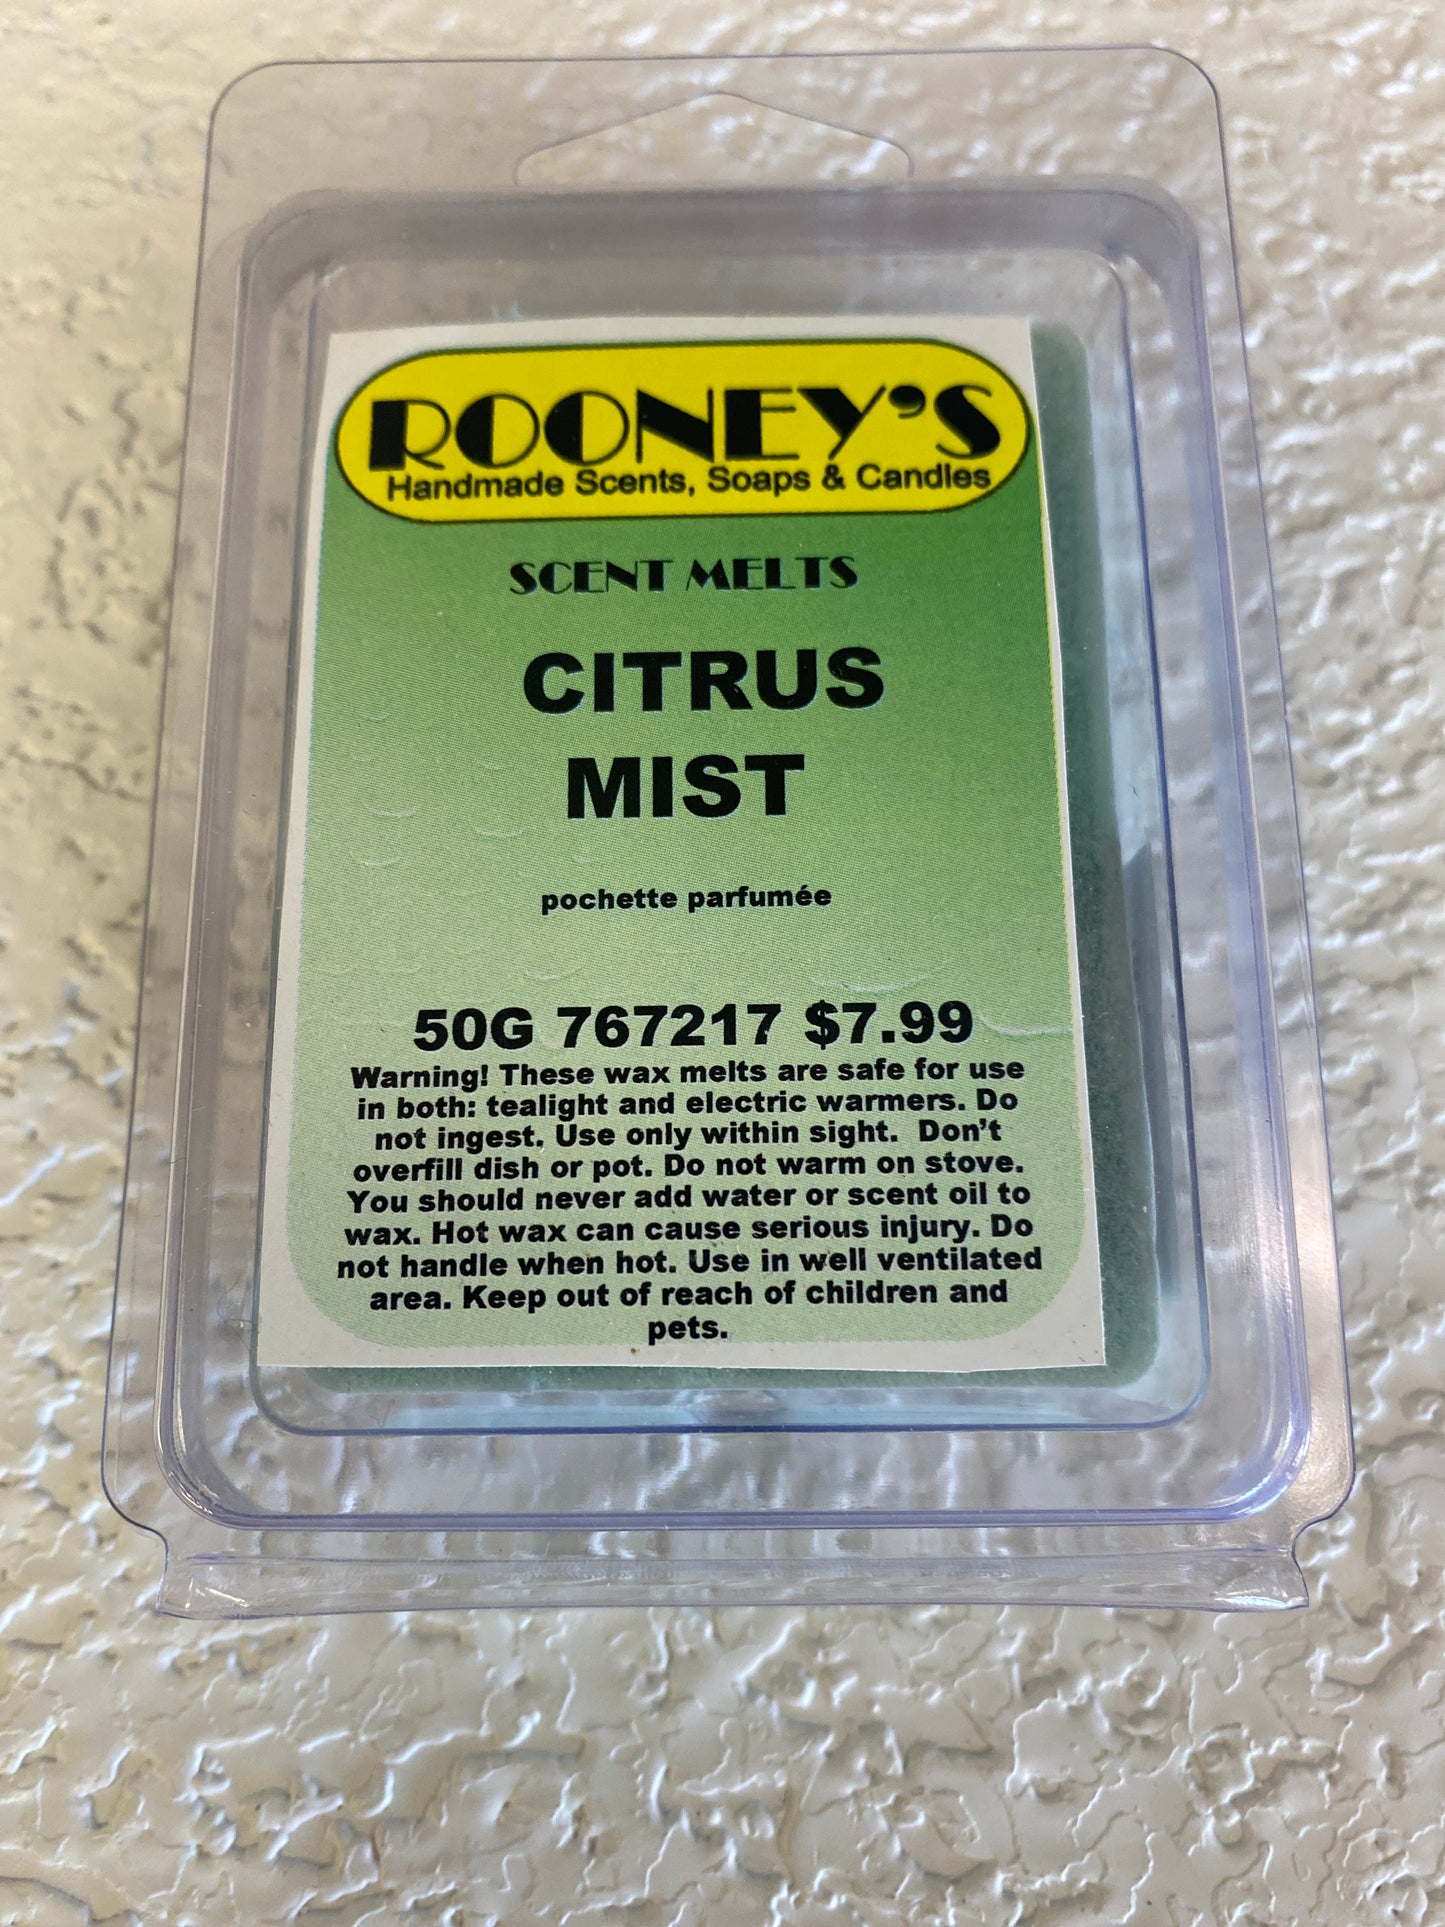 ROONEY'S
Handmade Scents, Soaps & Candles
SCENT MELTS
CITRUS
MIST
pochette parfumée
50G 767217 $7.99
Warning! These wax melts are safe for use
in both: tealight and electric warmers. Do
not ingest. Use only within sight. Don't
overfill dish or pot. Do not warm on stove.
You should never add water or scent oil to
wax. Hot wax can cause serious injury. Do
not handle when hot. Use in well ventilated
area. Keep out of reach of children and
pets.